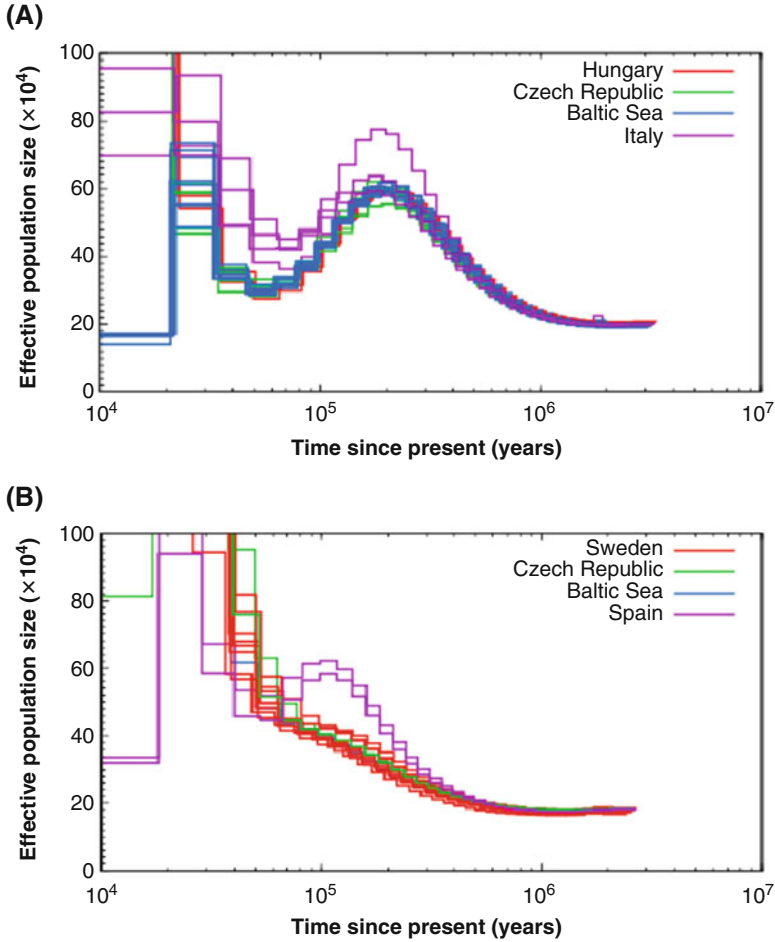 (A)
Effective population size (×10⁴)
100
80
60
40
20
0
Hungary
Czech Republic
Baltic Sea
Italy
10⁴
10⁵
10⁶
10⁷
Time since present (years)
(B)
Effective population size (×10⁴)
100
80
60
40
20
0
Sweden
Czech Republic
Baltic Sea
Spain
10⁴
10⁵
10⁶
10⁷
Time since present (years)